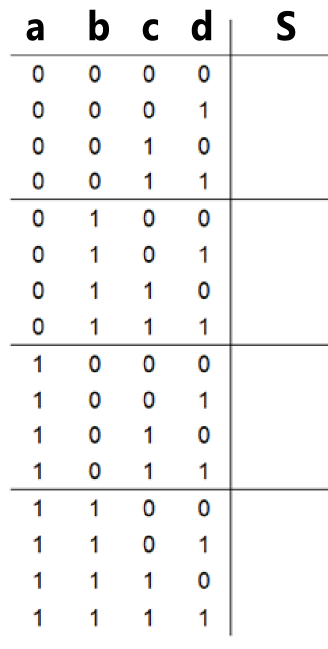 a b c d S
0 0 0 0
0 0 0 1
0 0 1 0
0 0 1 1
0 1 0 0
0 1 0 1
0 1 1 0
0 1 1 1
1 0 0 0
1 0 0 1
1 0 1 0
1 0 1 1
1 1 0 0
1 1 0 1
1 1 1 0
1 1 1 1